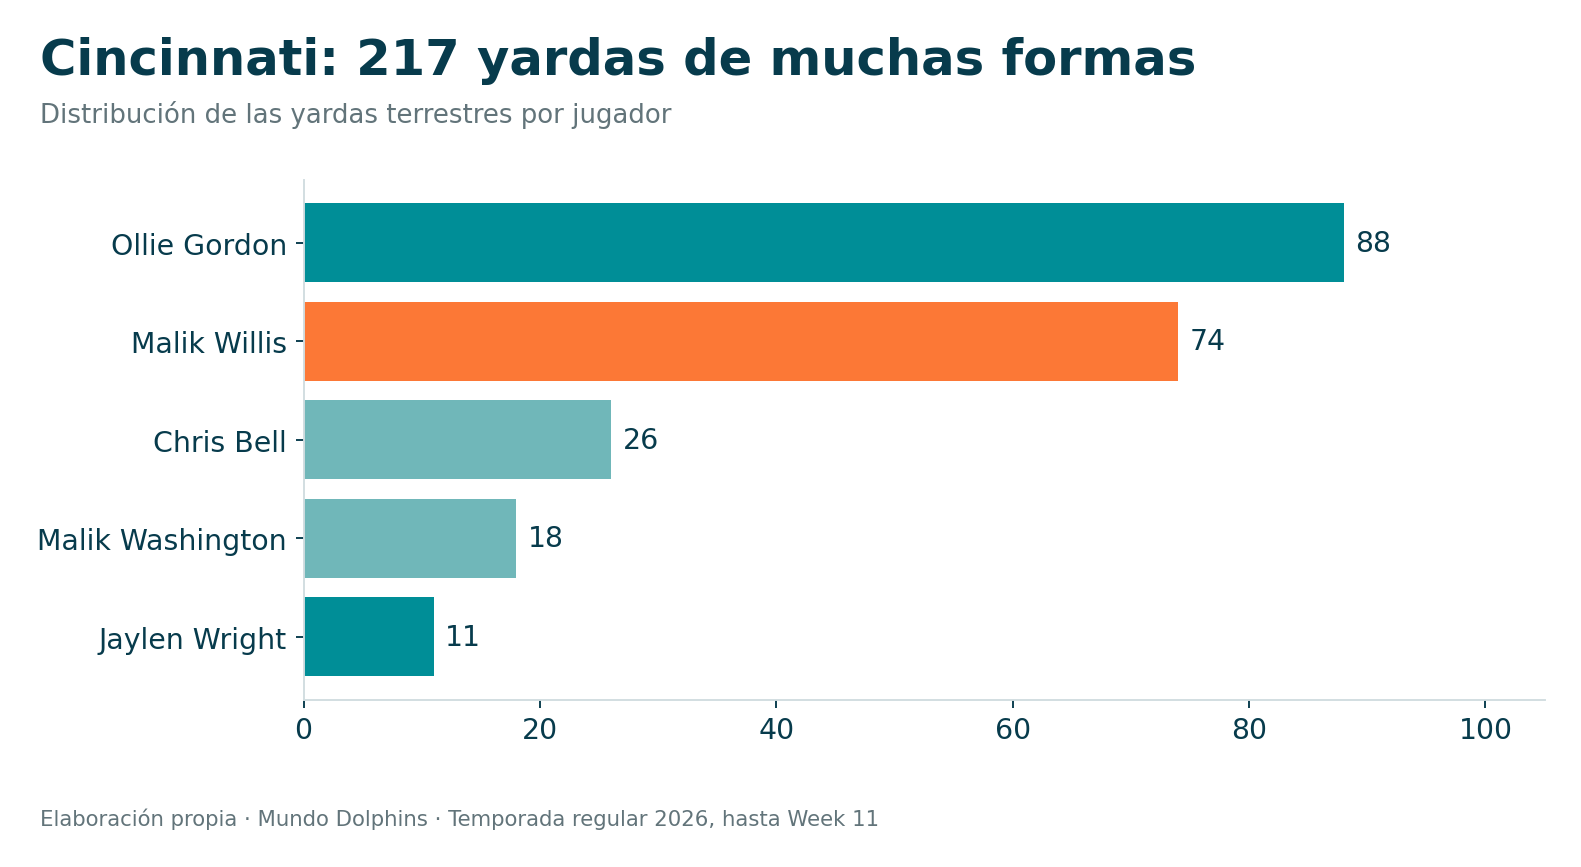 Cincinnati: 217 yardas de muchas formas
Distribución de las yardas terrestres por jugador
Ollie Gordon 88
Malik Willis 74
Chris Bell 26
Malik Washington 18
Jaylen Wright 11
0 20 40 60 80 100
Elaboración propia · Mundo Dolphins · Temporada regular 2026, hasta Week 11